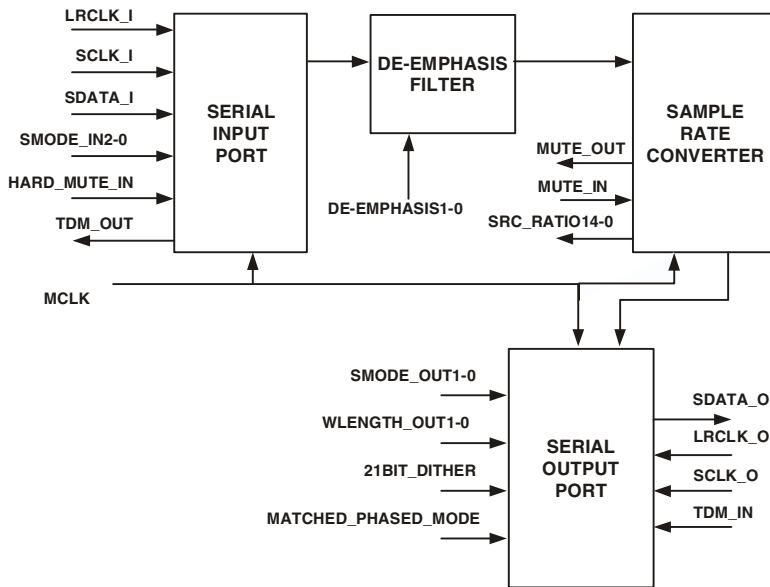 LRCLK_I
SCLK_I
SDATA_I
SMODE_IN2-0
HARD_MUTE_IN
TDM_OUT
SERIAL
INPUT
PORT
DE-EMPHASIS
FILTER
DE-EMPHASIS1-0
SAMPLE
RATE
CONVERTER
MUTE_OUT
MUTE_IN
SRC_RATIO14-0
MCLK
SMODE_OUT1-0
WLENGTH_OUT1-0
21BIT_DITHER
MATCHED_PHASED_MODE
SERIAL
OUTPUT
PORT
SDATA_O
LRCLK_O
SCLK_O
TDM_IN